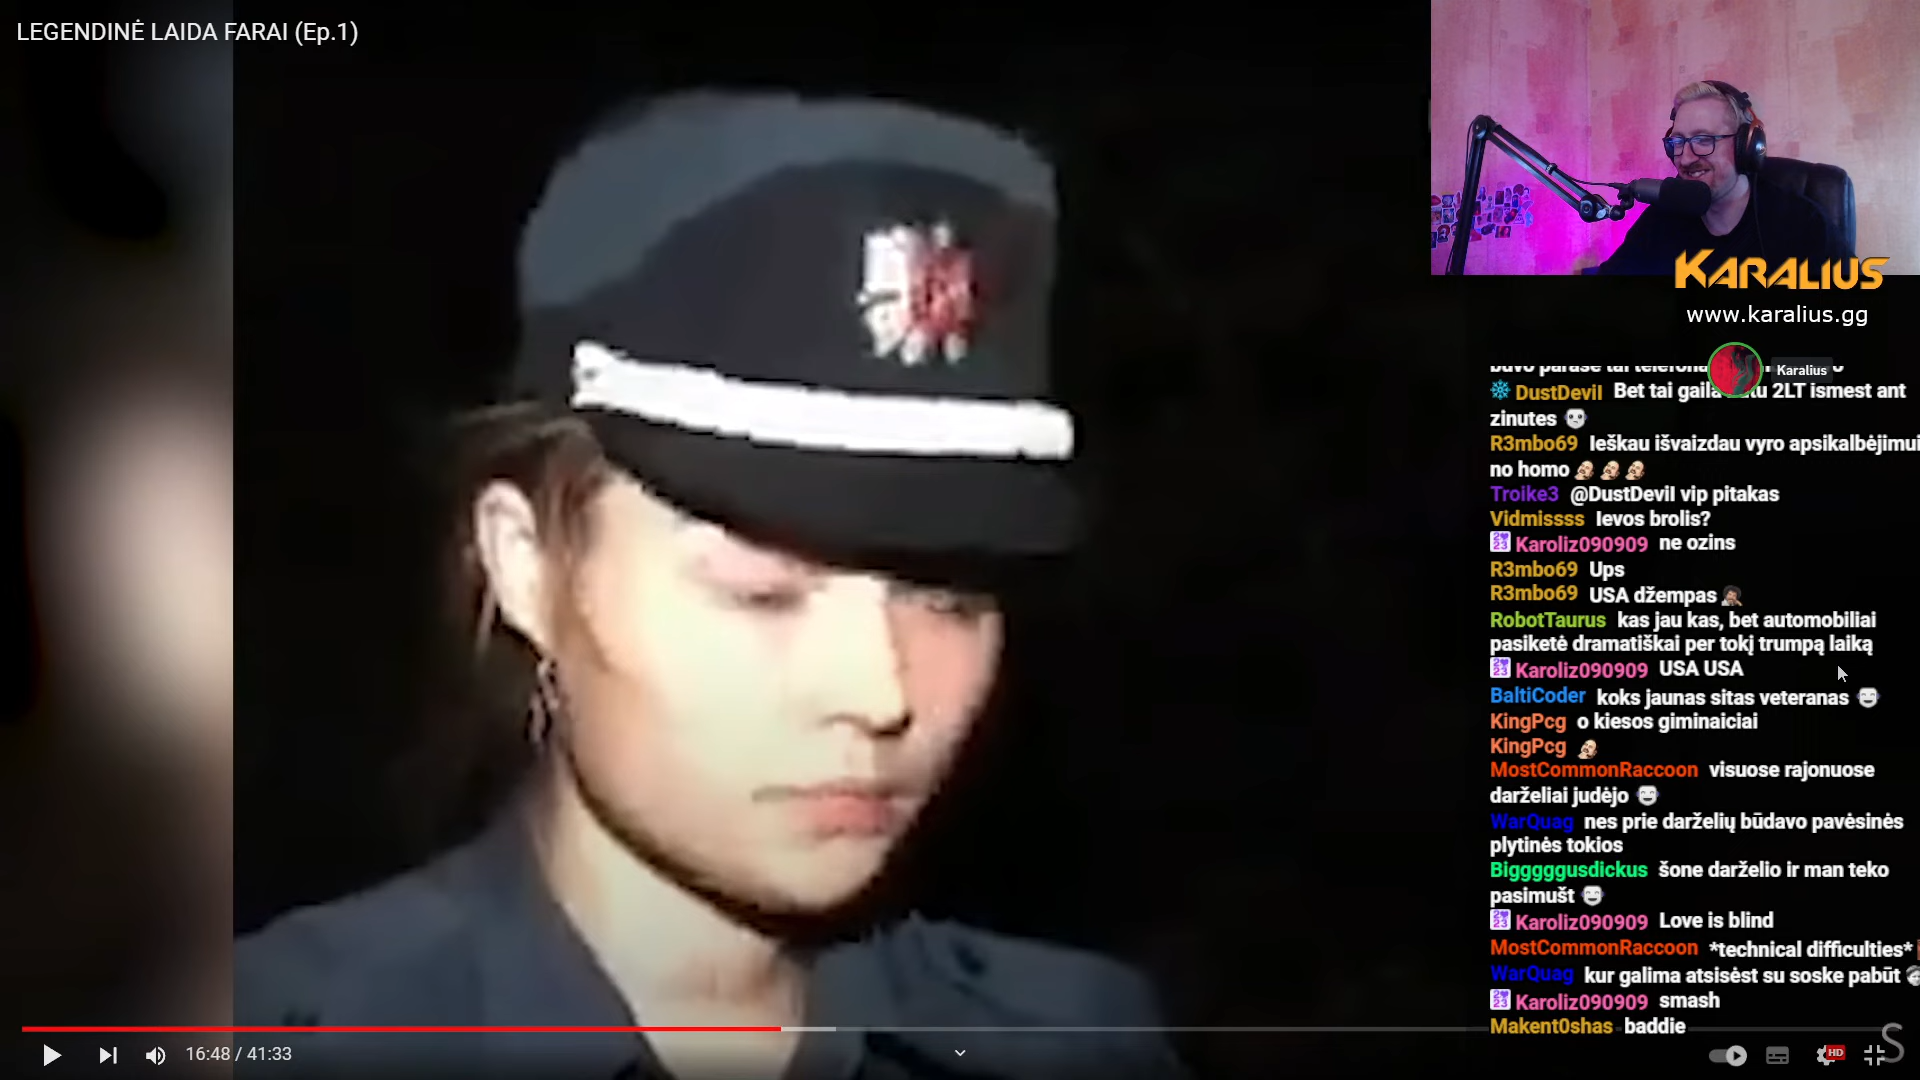 LEGENDINĖ LAIDA FARAI (Ep.1)
KARALIUS
www.karalius.gg
Karalius
DustDevil Bet tai gaila 2LT ismest ant
zinutes
R3mbo69 Ieškau išvaizdau vyro apsikalbėjimui
no homo
Troike3 @DustDevil vip pitakas
Vidmissss Ievos brolis?
Karoliz090909 ne ozins
R3mbo69 Ups
R3mbo69 USA džempas
RobotTaurus kas jau kas, bet automobiliai
pasiketė dramatiškai per tokį trumpą laiką
Karoliz090909 USA USA
BaltiCoder koks jaunas sitas veteranas
KingPcg o kiesos giminaiciai
KingPcg
MostCommonRaccoon visuose rajonuose
darželiai judėjo
WarQuag nes prie darželių būdavo pavėsinės
plytinės tokios
Bigggggusdickus šone darželio ir man teko
pasimušt
Karoliz090909 Love is blind
MostCommonRaccoon *technical difficulties*
WarQuag kur galima atsisėst su soske pabūt
Karoliz090909 smash
Makent0shas baddie
16:48 / 41:33
HD